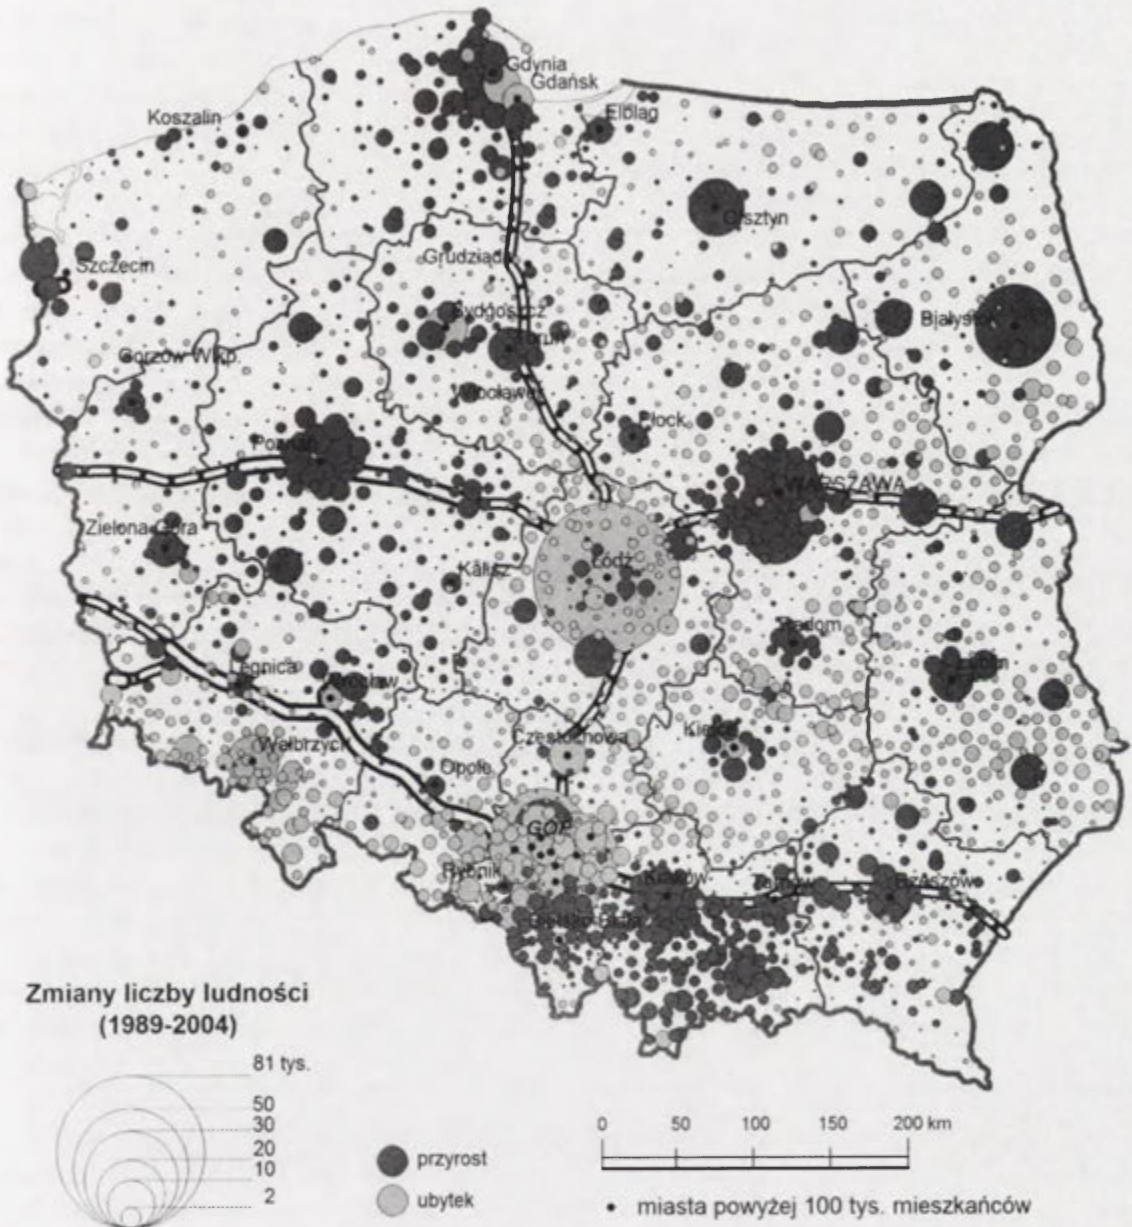 Gdynia
Gdańsk
Koszalin
Elbląg
Olsztyn
Szczecin
Grudziądz
Bydgoszcz
Białystok
Toruń
Gorzów Wlkp.
Włocławek
Płock
Poznań
WARSZAWA
Zielona Góra
Łódź
Kalisz
Radom
Legnica
Wrocław
Lublin
Kielce
Wałbrzych
Częstochowa
Opole
GOP
Rybnik
Kraków
Tarnów
Rzeszów
Bielsko-Biała
Zmiany liczby ludności
(1989-2004)
81 tys.
50
30
20
10
2
przyrost
ubytek
0 50 100 150 200 km
miasta powyżej 100 tys. mieszkańców